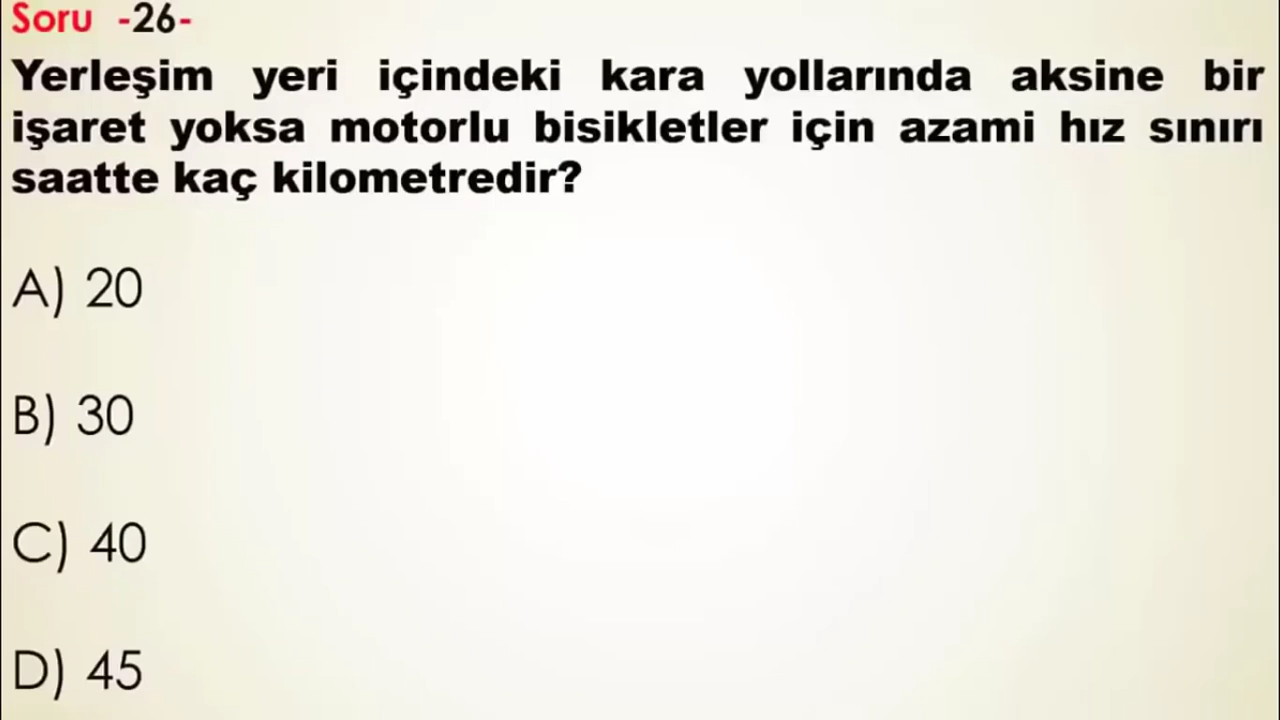 Soru -26-
Yerleşim yeri içindeki kara yollarında aksine bir
işaret yoksa motorlu bisikletler için azami hız sınırı
saatte kaç kilometredir?
A) 20
B) 30
C) 40
D) 45